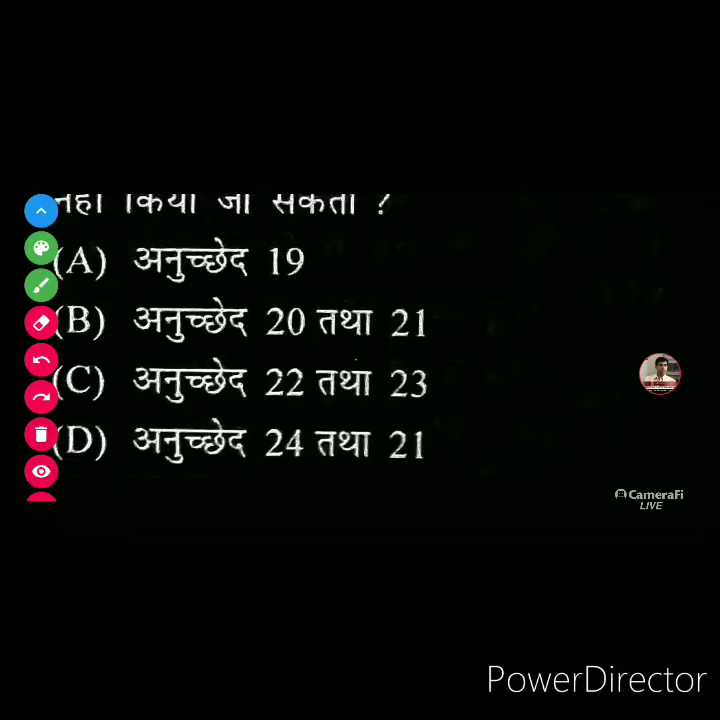 नहीं किया जा सकता ?
(A) अनुच्छेद 19
(B) अनुच्छेद 20 तथा 21
(C) अनुच्छेद 22 तथा 23
(D) अनुच्छेद 24 तथा 21
CameraFi
LIVE
PowerDirector